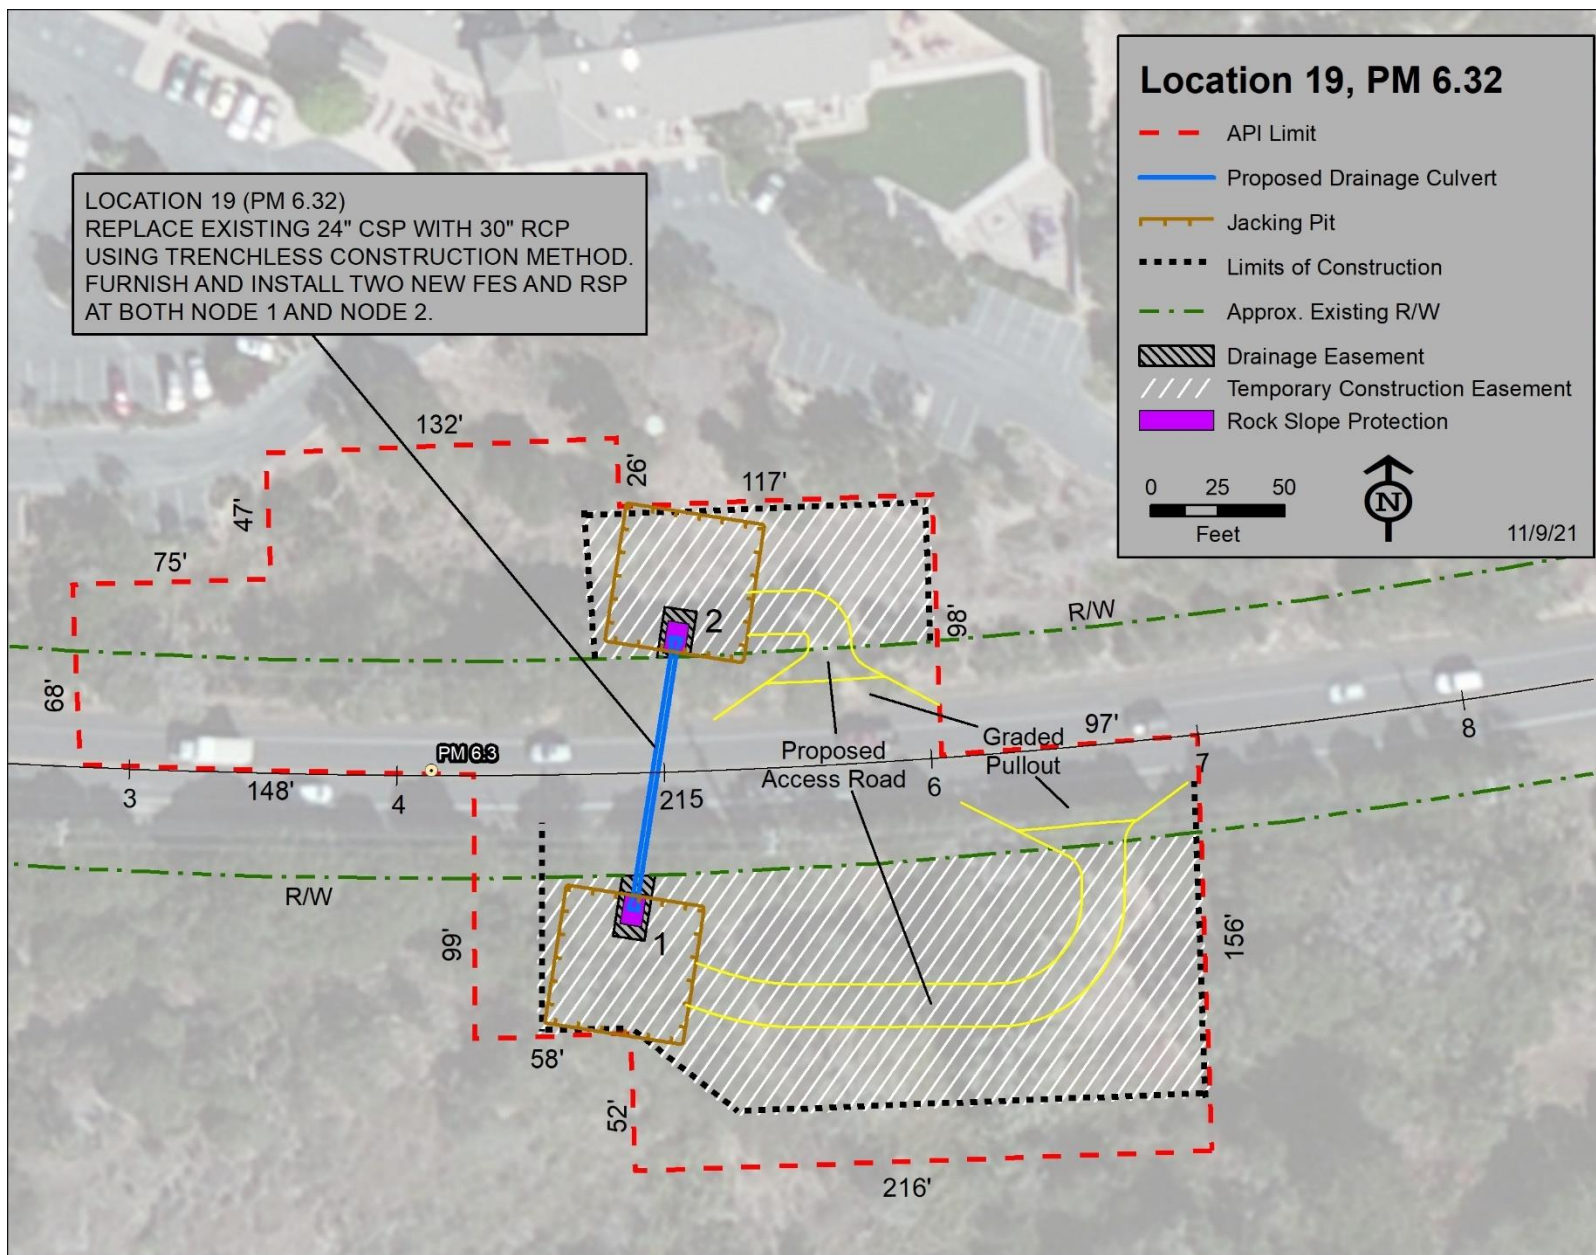 Location 19, PM 6.32
API Limit
Proposed Drainage Culvert
Jacking Pit
Limits of Construction
Approx. Existing R/W
Drainage Easement
Temporary Construction Easement
Rock Slope Protection
0 25 50
Feet
N
11/9/21
LOCATION 19 (PM 6.32)
REPLACE EXISTING 24" CSP WITH 30" RCP
USING TRENCHLESS CONSTRUCTION METHOD.
FURNISH AND INSTALL TWO NEW FES AND RSP
AT BOTH NODE 1 AND NODE 2.
132'
26'
117'
47'
75'
68'
98'
R/W
2
PM 6.3
148'
3
4
215
6
7
8
97'
Graded
Pullout
Proposed
Access Road
R/W
99'
1
156'
58'
52'
216'